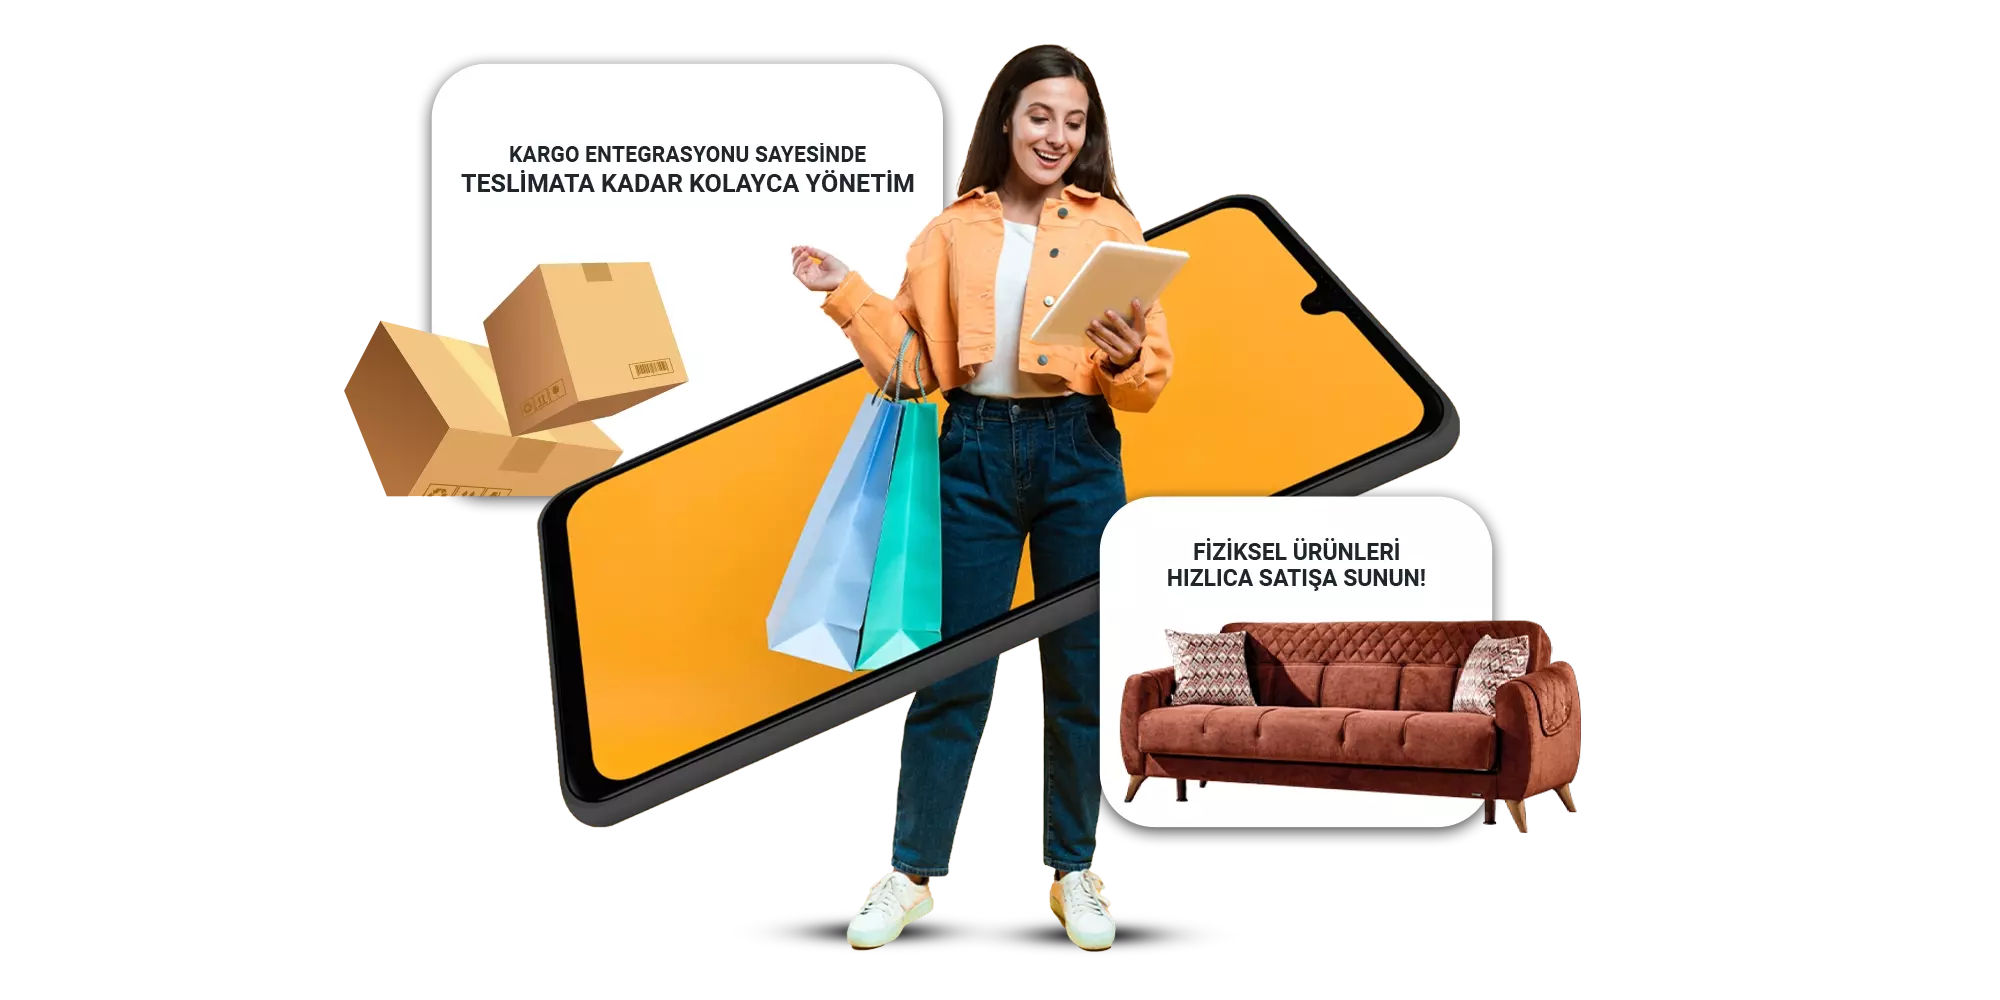 KARGO ENTEGRASYONU SAYESİNDE
TESLİMATA KADAR KOLAYCA YÖNETİM
FİZİKSEL ÜRÜNLERİ
HIZLICA SATIŞA SUNUN!